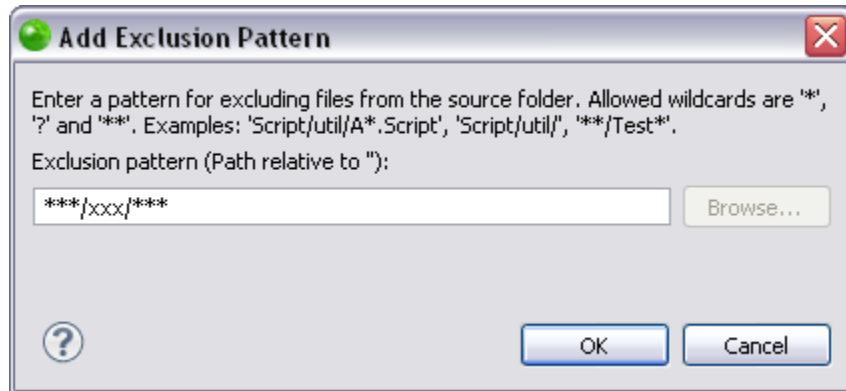 Add Exclusion Pattern
Enter a pattern for excluding files from the source folder. Allowed wildcards are '*',
'?' and '**'. Examples: 'Script/util/A*.Script', 'Script/util/', '**/Test*'.
Exclusion pattern (Path relative to ''):
***/xxx/***
Browse...
?
OK
Cancel